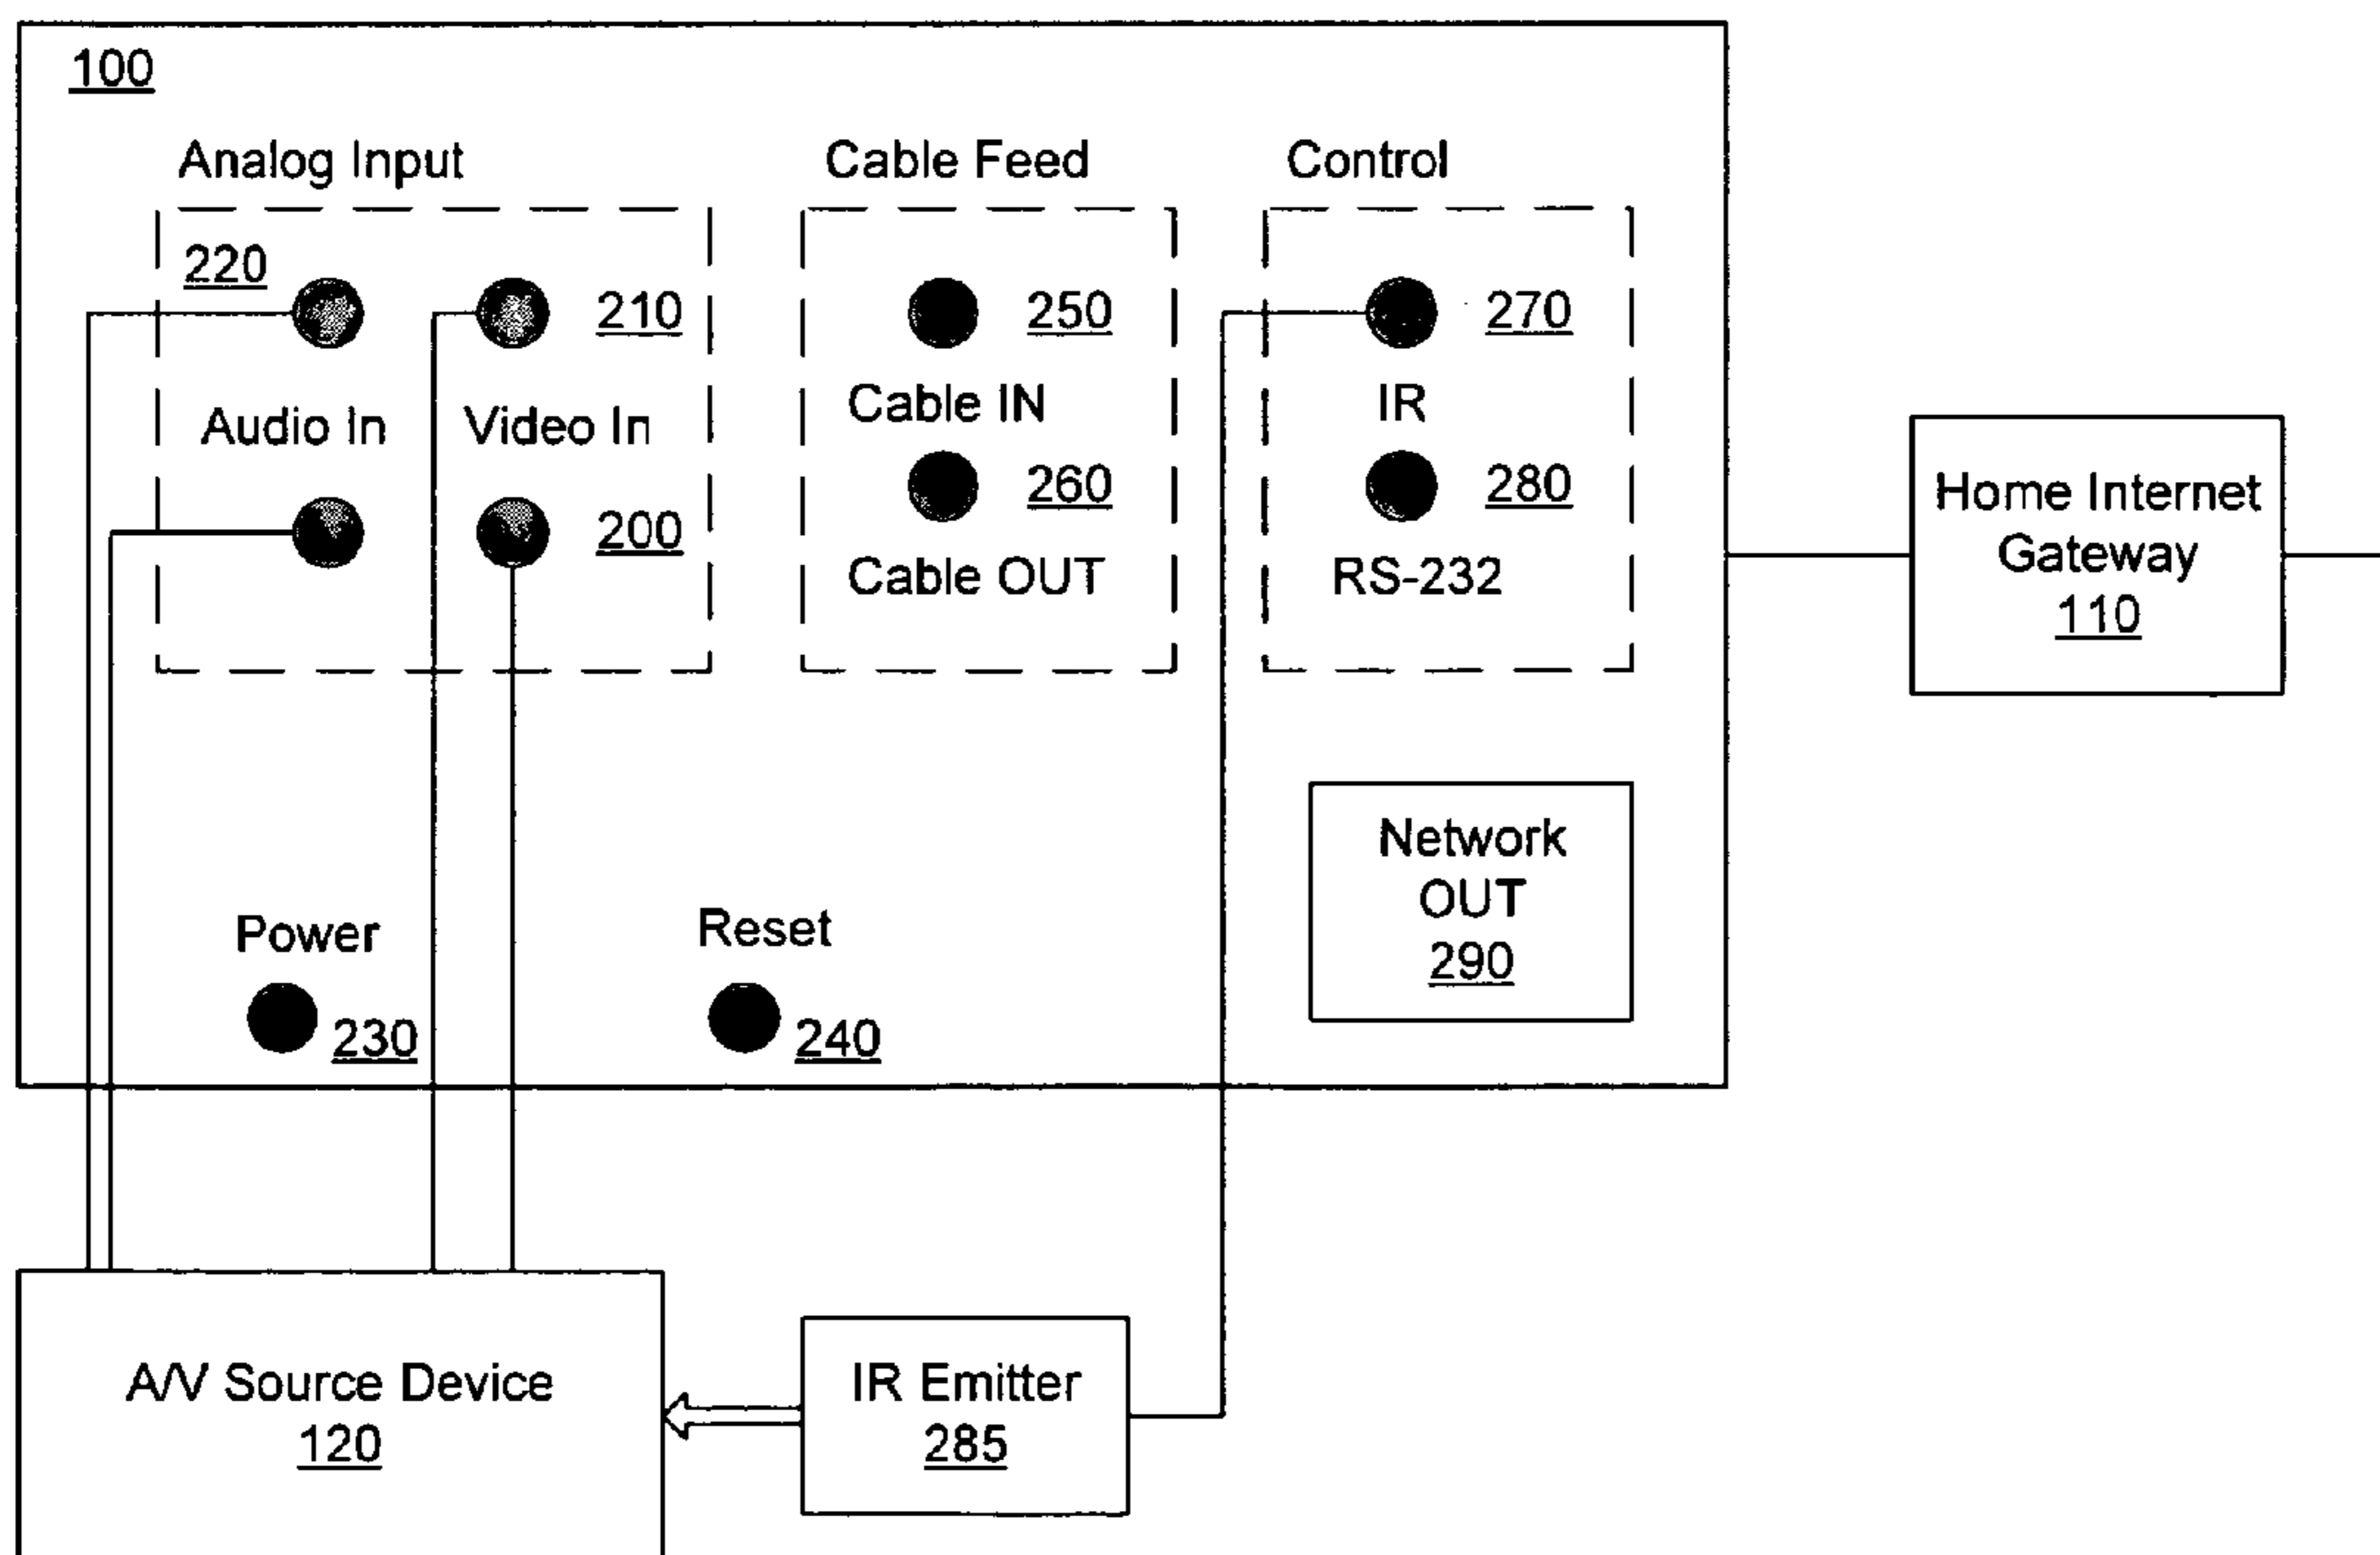 100
Analog Input
Cable Feed
Control
220
210
250
270
Audio In
Video In
Cable IN
IR
200
260
280
Cable OUT
RS-232
Home Internet
Gateway
110
Network
OUT
290
Power
230
Reset
240
A/V Source Device
120
IR Emitter
285